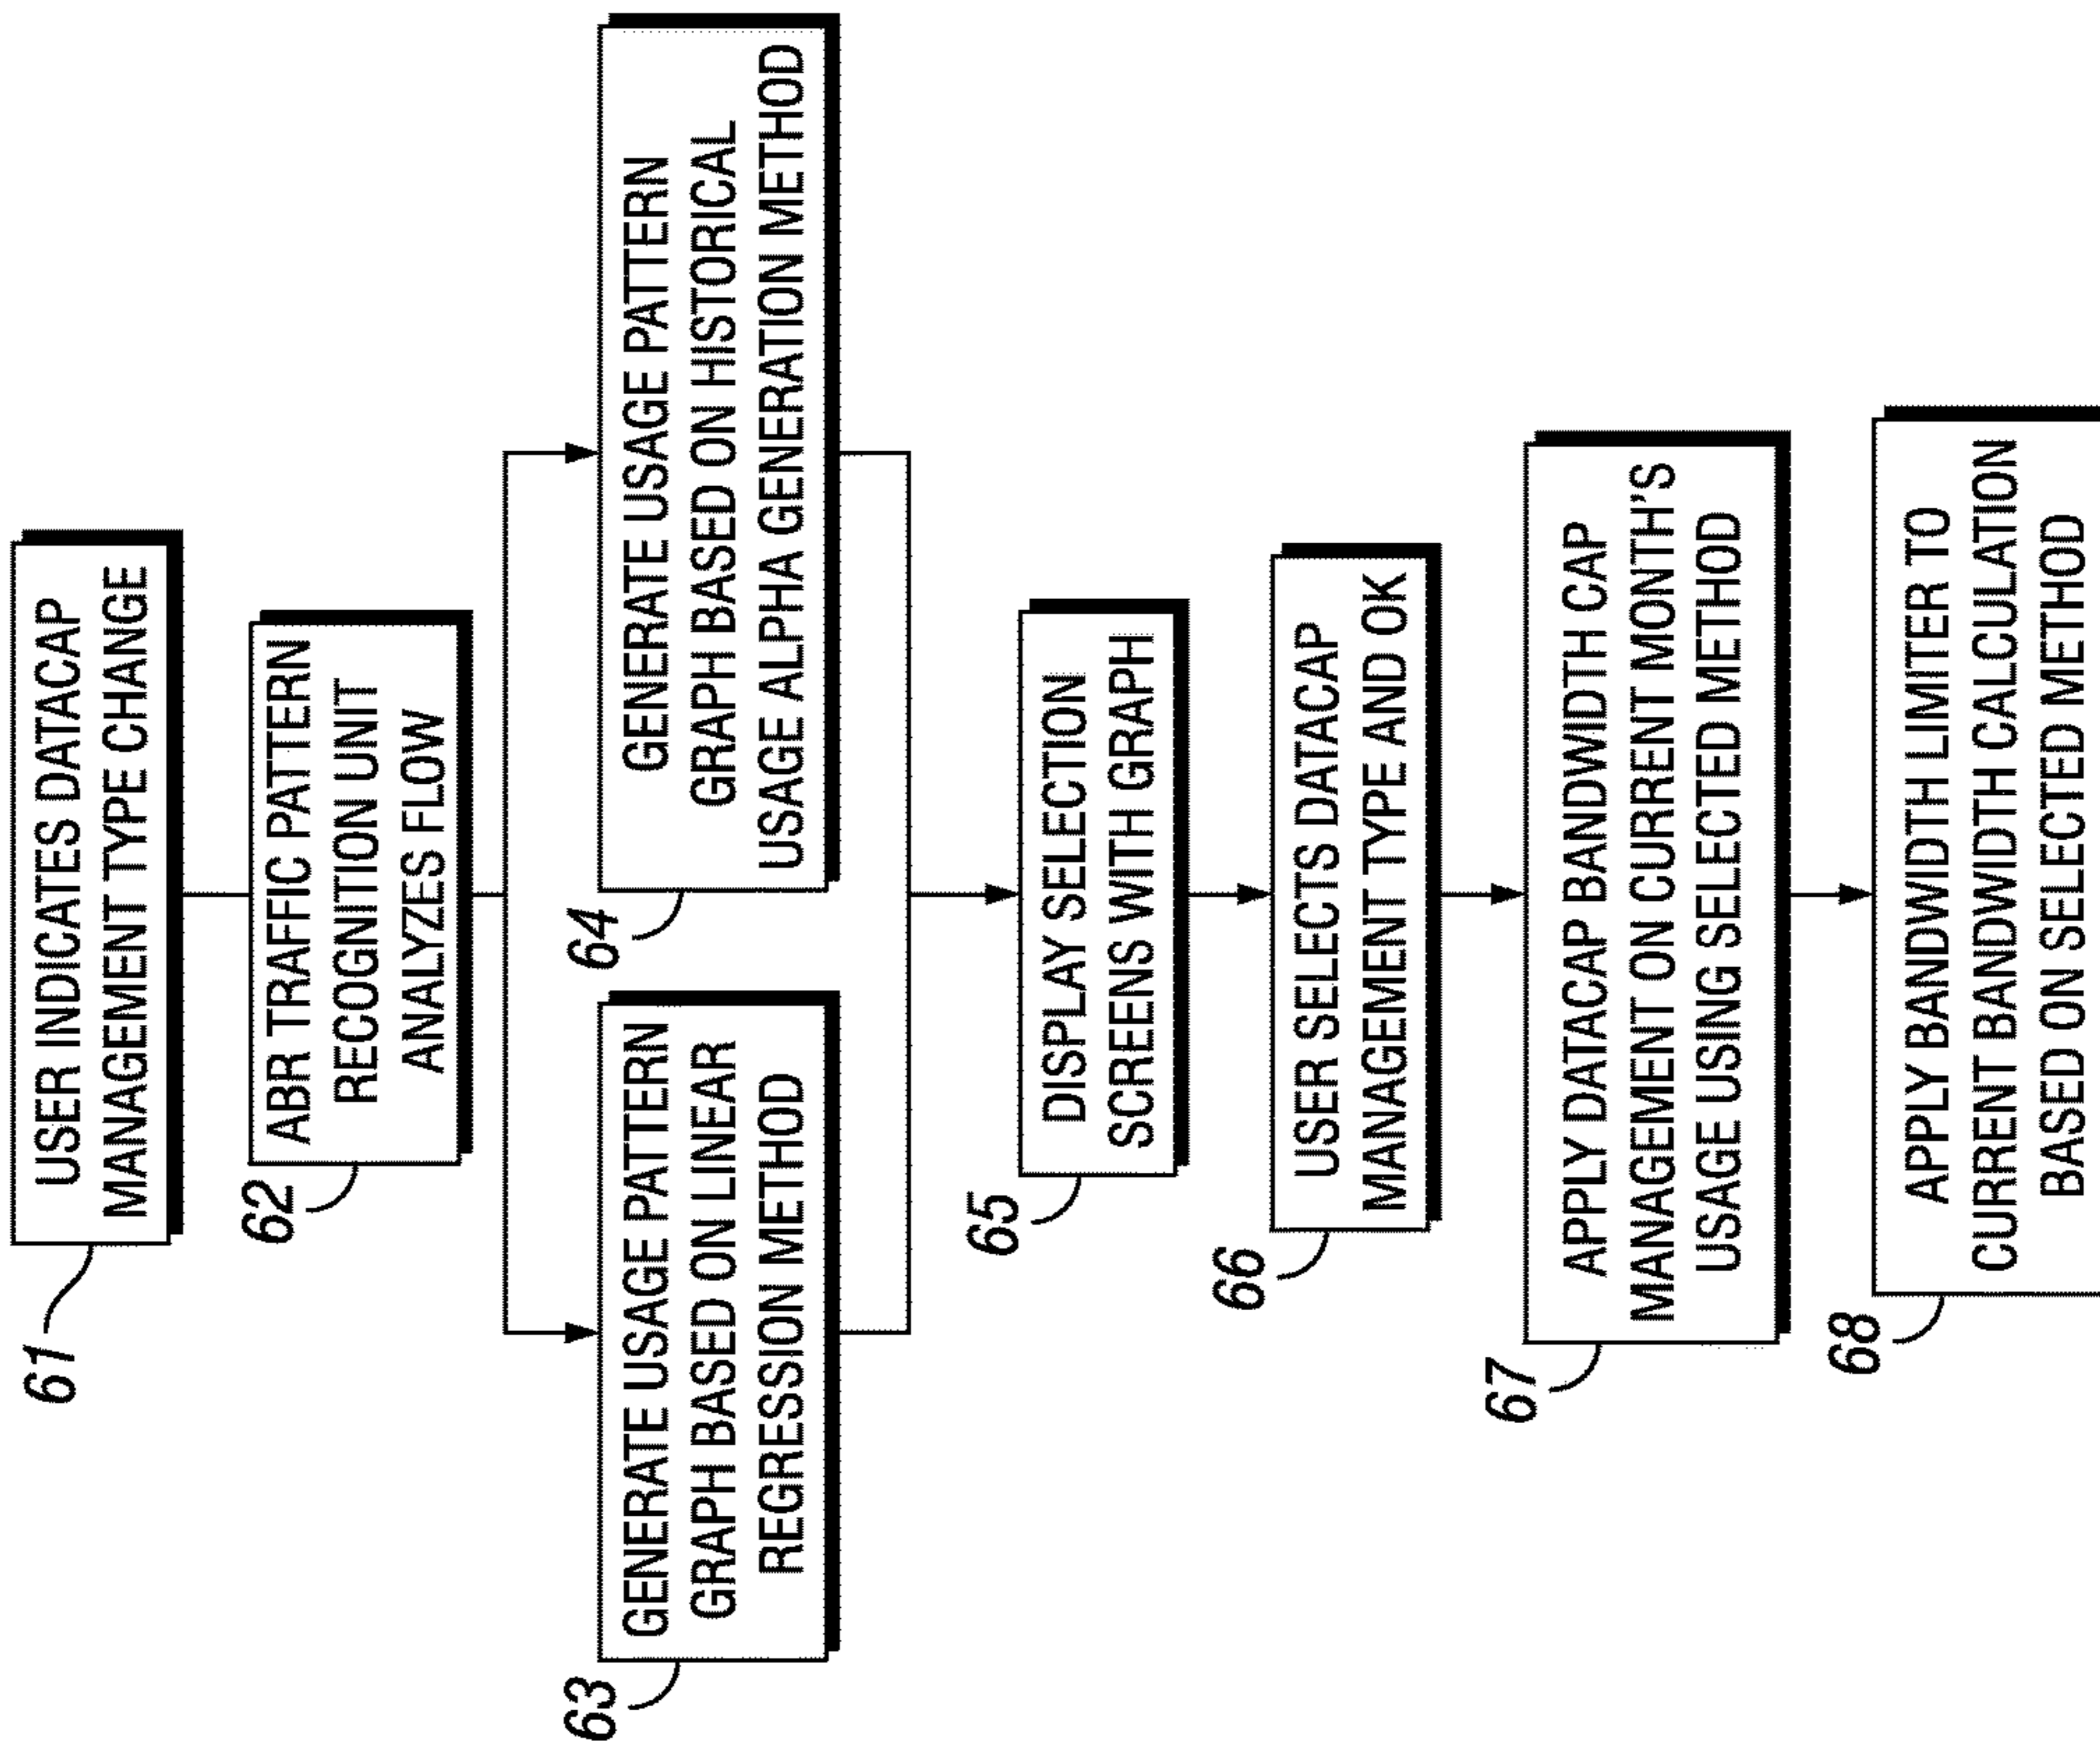 61
USER INDICATES DATACAP
MANAGEMENT TYPE CHANGE
62
ABR TRAFFIC PATTERN
RECOGNITION UNIT
ANALYZES FLOW
63
GENERATE USAGE PATTERN
GRAPH BASED ON LINEAR
REGRESSION METHOD
64
GENERATE USAGE PATTERN
GRAPH BASED ON HISTORICAL
USAGE ALPHA GENERATION METHOD
65
DISPLAY SELECTION
SCREENS WITH GRAPH
66
USER SELECTS DATACAP
MANAGEMENT TYPE AND OK
67
APPLY DATACAP BANDWIDTH CAP
MANAGEMENT ON CURRENT MONTH'S
USAGE USING SELECTED METHOD
68
APPLY BANDWIDTH LIMITER TO
CURRENT BANDWIDTH CALCULATION
BASED ON SELECTED METHOD